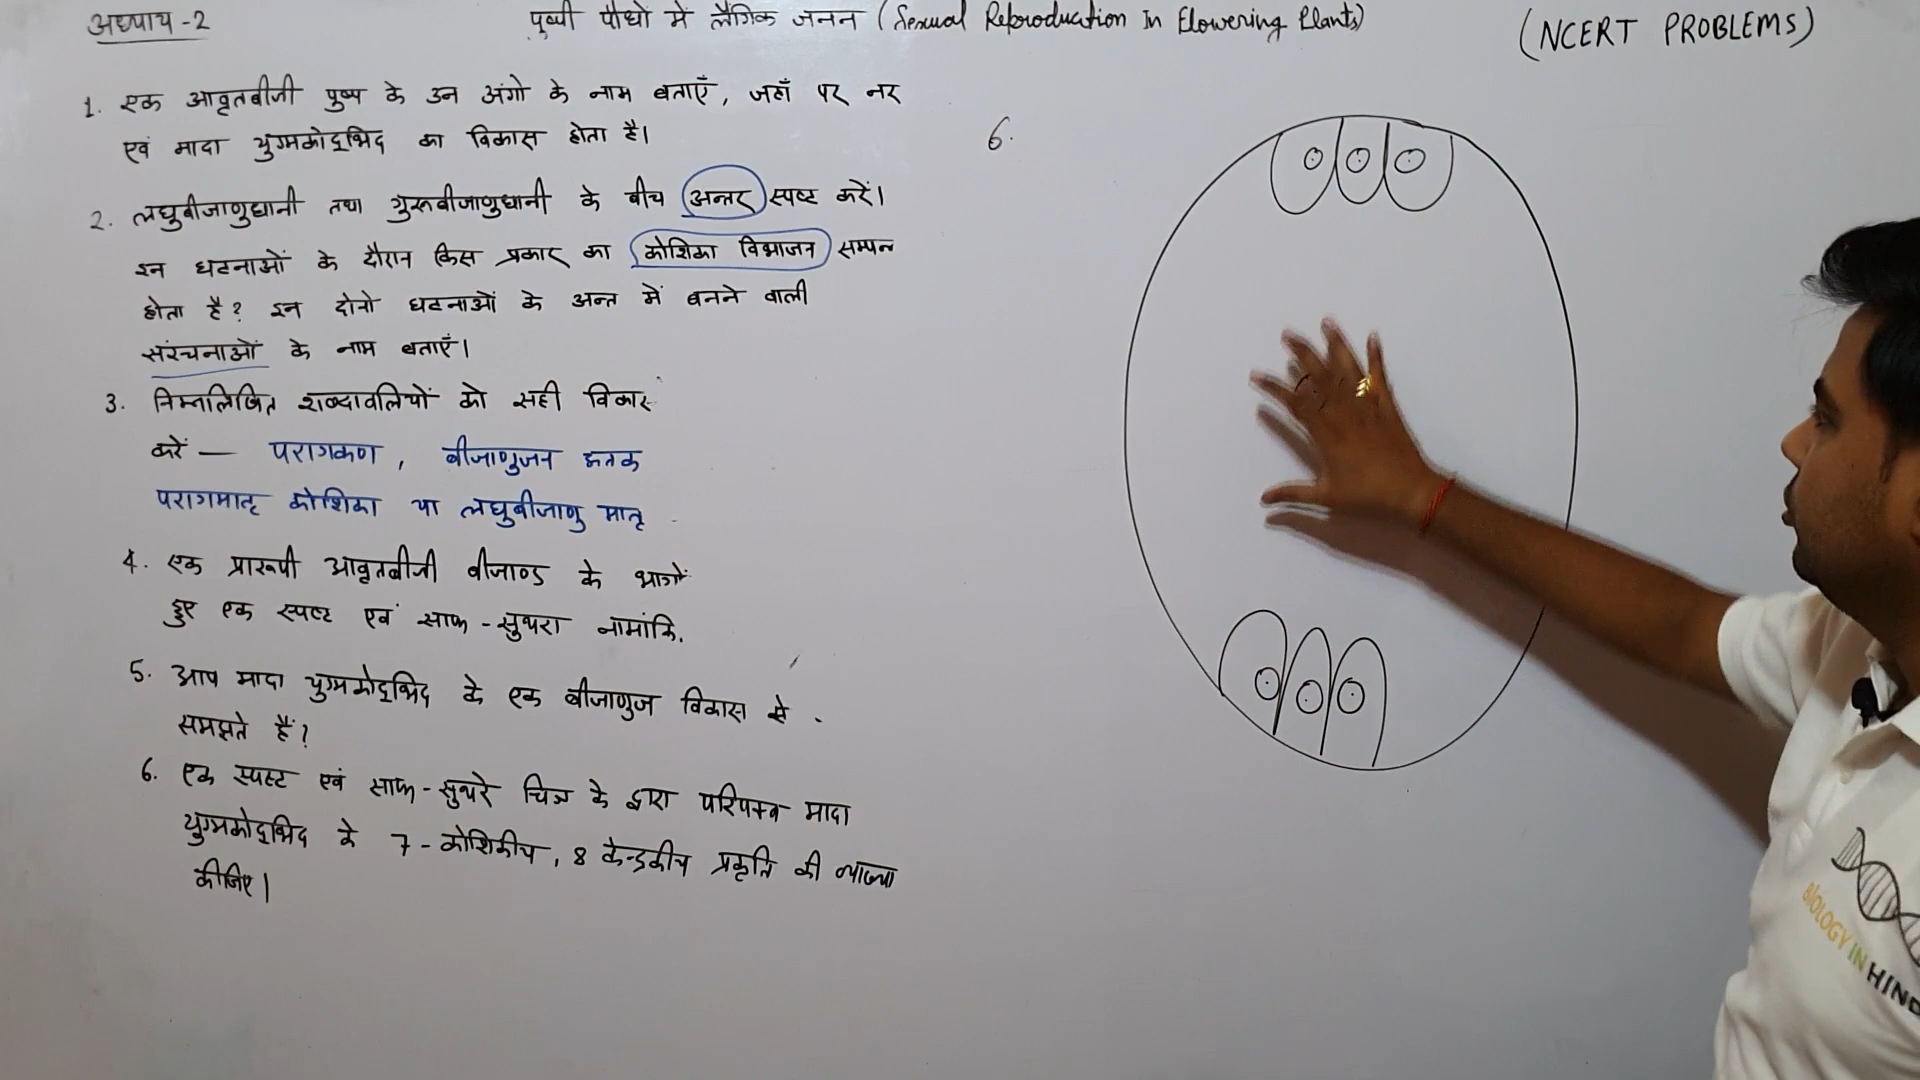 अध्याय-2
पुष्पी पौधों में लैंगिक जनन (Sexual Reproduction In Flowering Plants)
(NCERT PROBLEMS)
1. एक आवृतबीजी पुष्प के उन अंगो के नाम बताएँ, जहाँ पर नर
एवं मादा युग्मकोद्भिद का विकास होता है।
2. लघुबीजाणुधानी तथा गुरुबीजाणुधानी के बीच अन्तर स्पष्ट करें।
इन घटनाओं के दौरान किस प्रकार का कोशिका विभाजन सम्पन्न
होता है? इन दोनो घटनाओं के अन्त में बनने वाली
संरचनाओं के नाम बताएँ।
3. निम्नलिखित शब्दावलियों को सही विकास
करें — परागकण, बीजाणुजन ऊतक
परागमातृ कोशिका या लघुबीजाणु मातृ
4. एक प्रारूपी आवृतबीजी बीजाण्ड के भागों
हुए एक स्पष्ट एवं साफ-सुथरा नामांकि
5. आप मादा युग्मकोद्भिद के एक बीजाणुज विकास से
समझते हैं?
6. एक स्पष्ट एवं साफ-सुथरे चित्र के द्वारा परिपक्व मादा
युग्मकोद्भिद के 7-कोशिकीय, 8 केन्द्रकीय प्रकृति की व्याख्या
कीजिए।
6.
BIOLOGY IN HIND